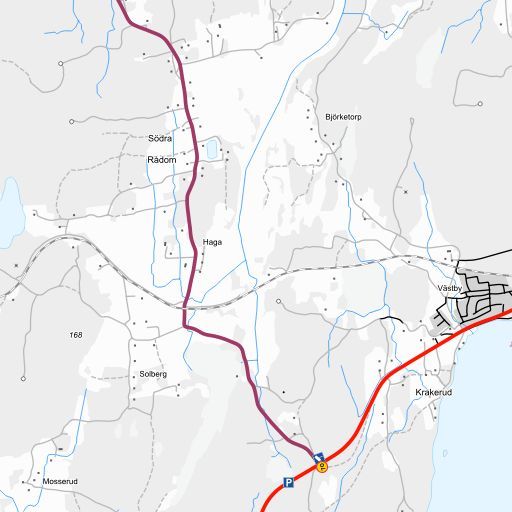 Björketorp
Södra
Rådom
Haga
Västby
168
Solberg
Krakerud
Mosserud
P